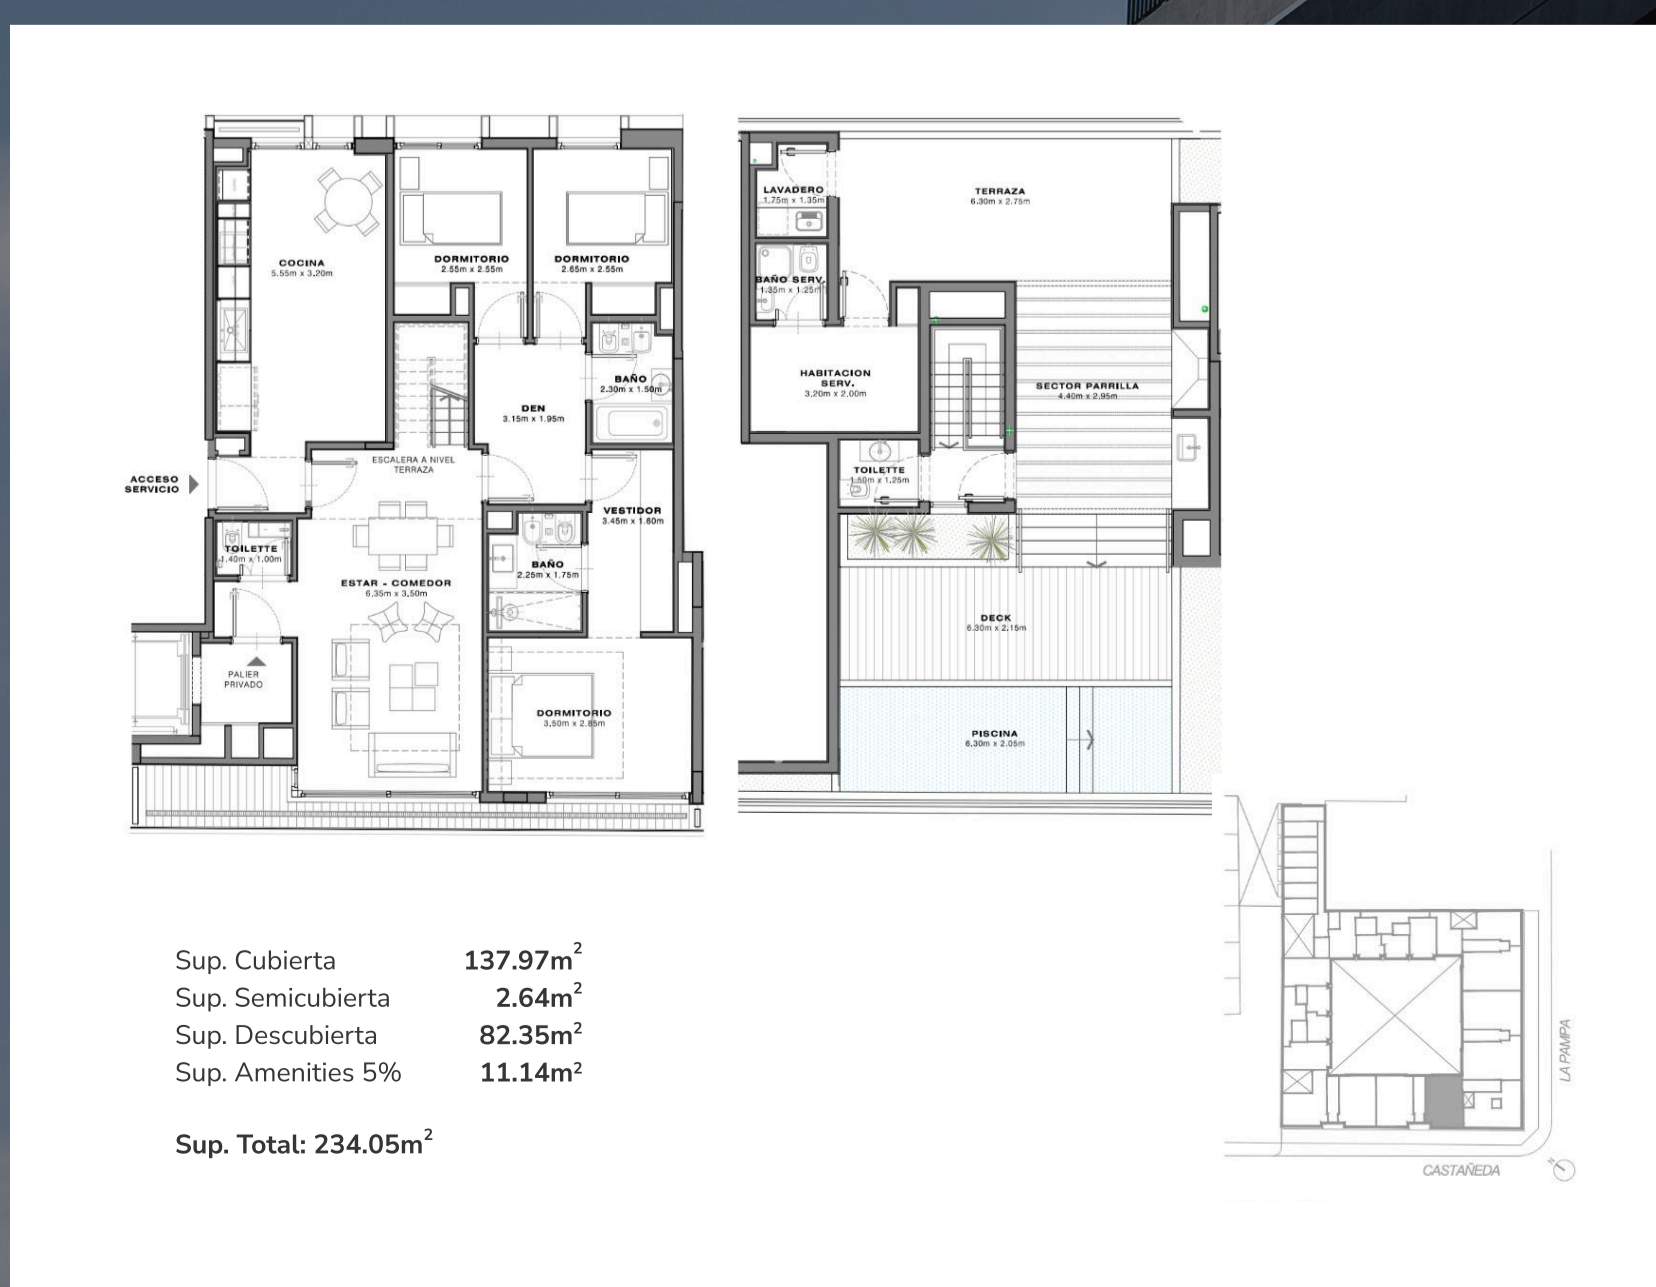 COCINA
5.55m x 3.20m
DORMITORIO
2.55m x 2.55m
DORMITORIO
2.65m x 2.55m
BAÑO
2.30m x 1.50m
DEN
3.15m x 1.95m
ESCALERA A NIVEL
TERRAZA
ACCESO
SERVICIO
VESTIDOR
3.45m x 1.60m
TOILETTE
1.40m x 1.00m
BAÑO
2.25m x 1.75m
ESTAR - COMEDOR
6.35m x 3.50m
PALIER
PRIVADO
DORMITORIO
3.50m x 2.85m
LAVADERO
1.75m x 1.35m
TERRAZA
6.30m x 2.75m
BAÑO SERV.
1.35m x 1.25m
HABITACION
SERV.
3.20m x 2.00m
SECTOR PARRILLA
4.40m x 2.95m
TOILETTE
1.50m x 1.25m
DECK
6.30m x 2.15m
PISCINA
6.30m x 2.05m
Sup. Cubierta 137.97m²
Sup. Semicubierta 2.64m²
Sup. Descubierta 82.35m²
Sup. Amenities 5% 11.14m²
Sup. Total: 234.05m²
LA PAMPA
CASTAÑEDA
N